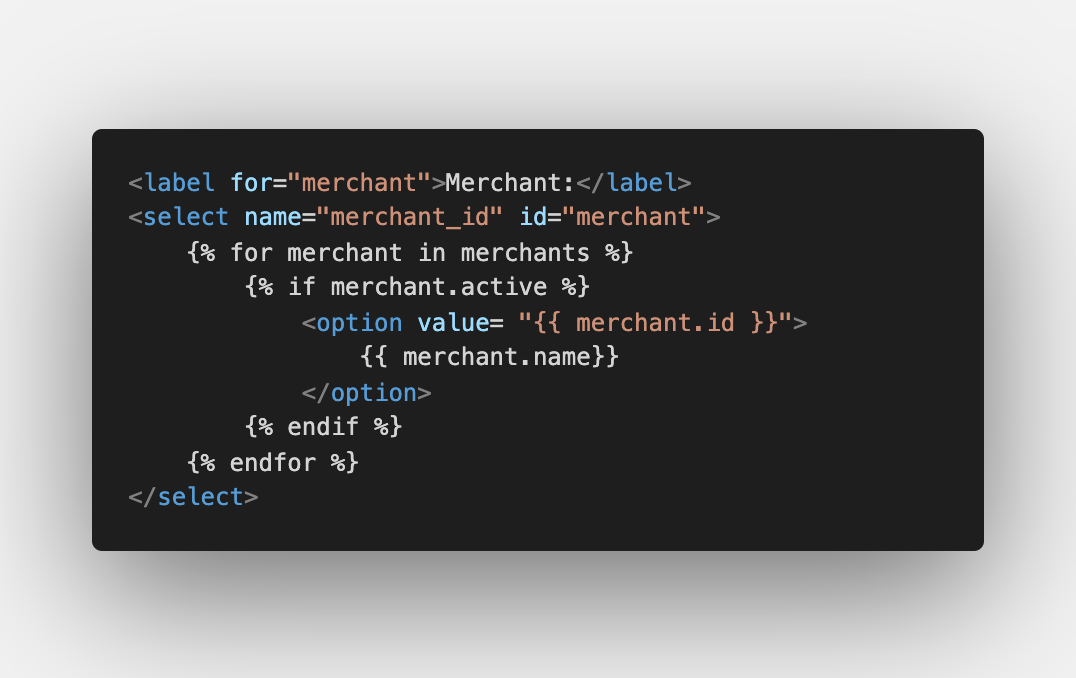 <label for="merchant">Merchant:</label>
<select name="merchant_id" id="merchant">
    {% for merchant in merchants %}
        {% if merchant.active %}
            <option value= "{{ merchant.id }}">
                {{ merchant.name}}
            </option>
        {% endif %}
    {% endfor %}
</select>